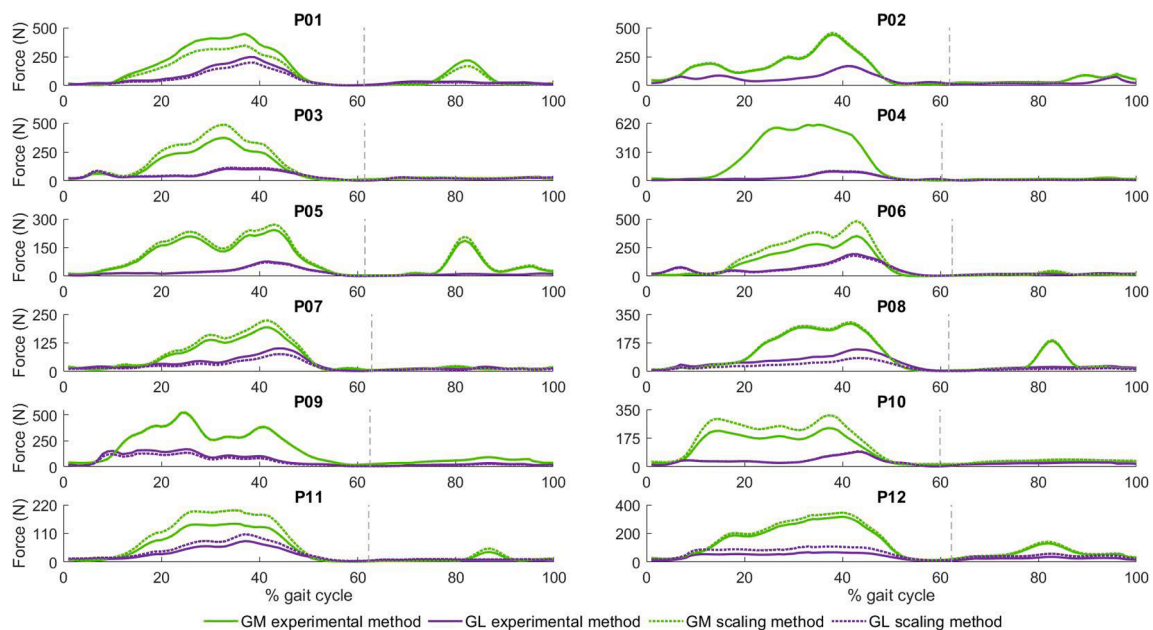 P01
P02
Force (N)
500
250
0
0 20 40 60 80 100
Force (N)
500
250
0
0 20 40 60 80 100
P03
P04
Force (N)
500
250
0
0 20 40 60 80 100
620
310
0
0 20 40 60 80 100
P05
P06
Force (N)
300
150
0
0 20 40 60 80 100
500
250
0
0 20 40 60 80 100
P07
P08
Force (N)
250
125
0
0 20 40 60 80 100
350
175
0
0 20 40 60 80 100
P09
P10
Force (N)
500
250
0
0 20 40 60 80 100
350
175
0
0 20 40 60 80 100
P11
P12
Force (N)
220
110
0
0 20 40 60 80 100
400
200
0
0 20 40 60 80 100
% gait cycle
% gait cycle
GM experimental method GL experimental method GM scaling method GL scaling method